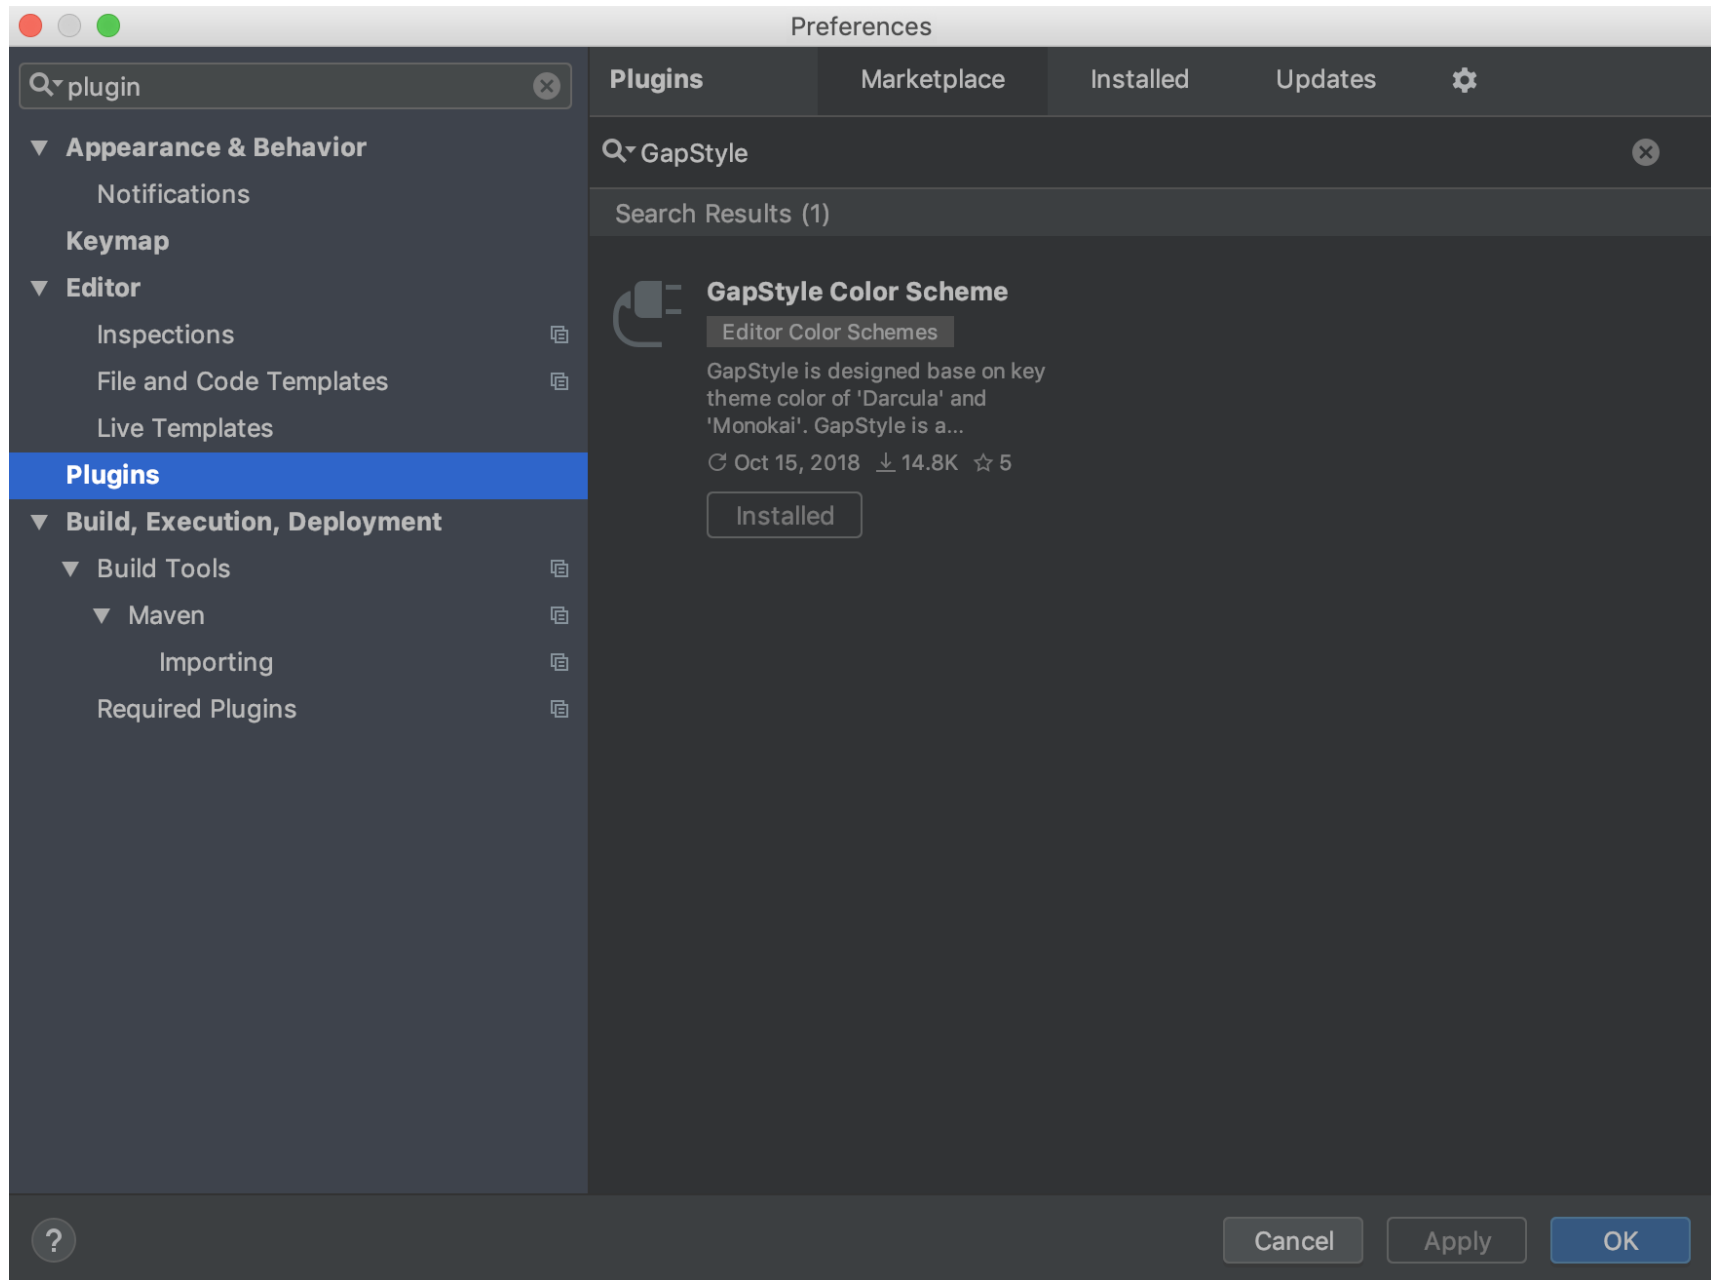 Preferences
plugin
Appearance & Behavior
Notifications
Keymap
Editor
Inspections
File and Code Templates
Live Templates
Plugins
Build, Execution, Deployment
Build Tools
Maven
Importing
Required Plugins
Plugins Marketplace Installed Updates
GapStyle
Search Results (1)
GapStyle Color Scheme
Editor Color Schemes
GapStyle is designed base on key
theme color of 'Darcula' and
'Monokai'. GapStyle is a...
Oct 15, 2018 14.8K 5
Installed
? Cancel Apply OK